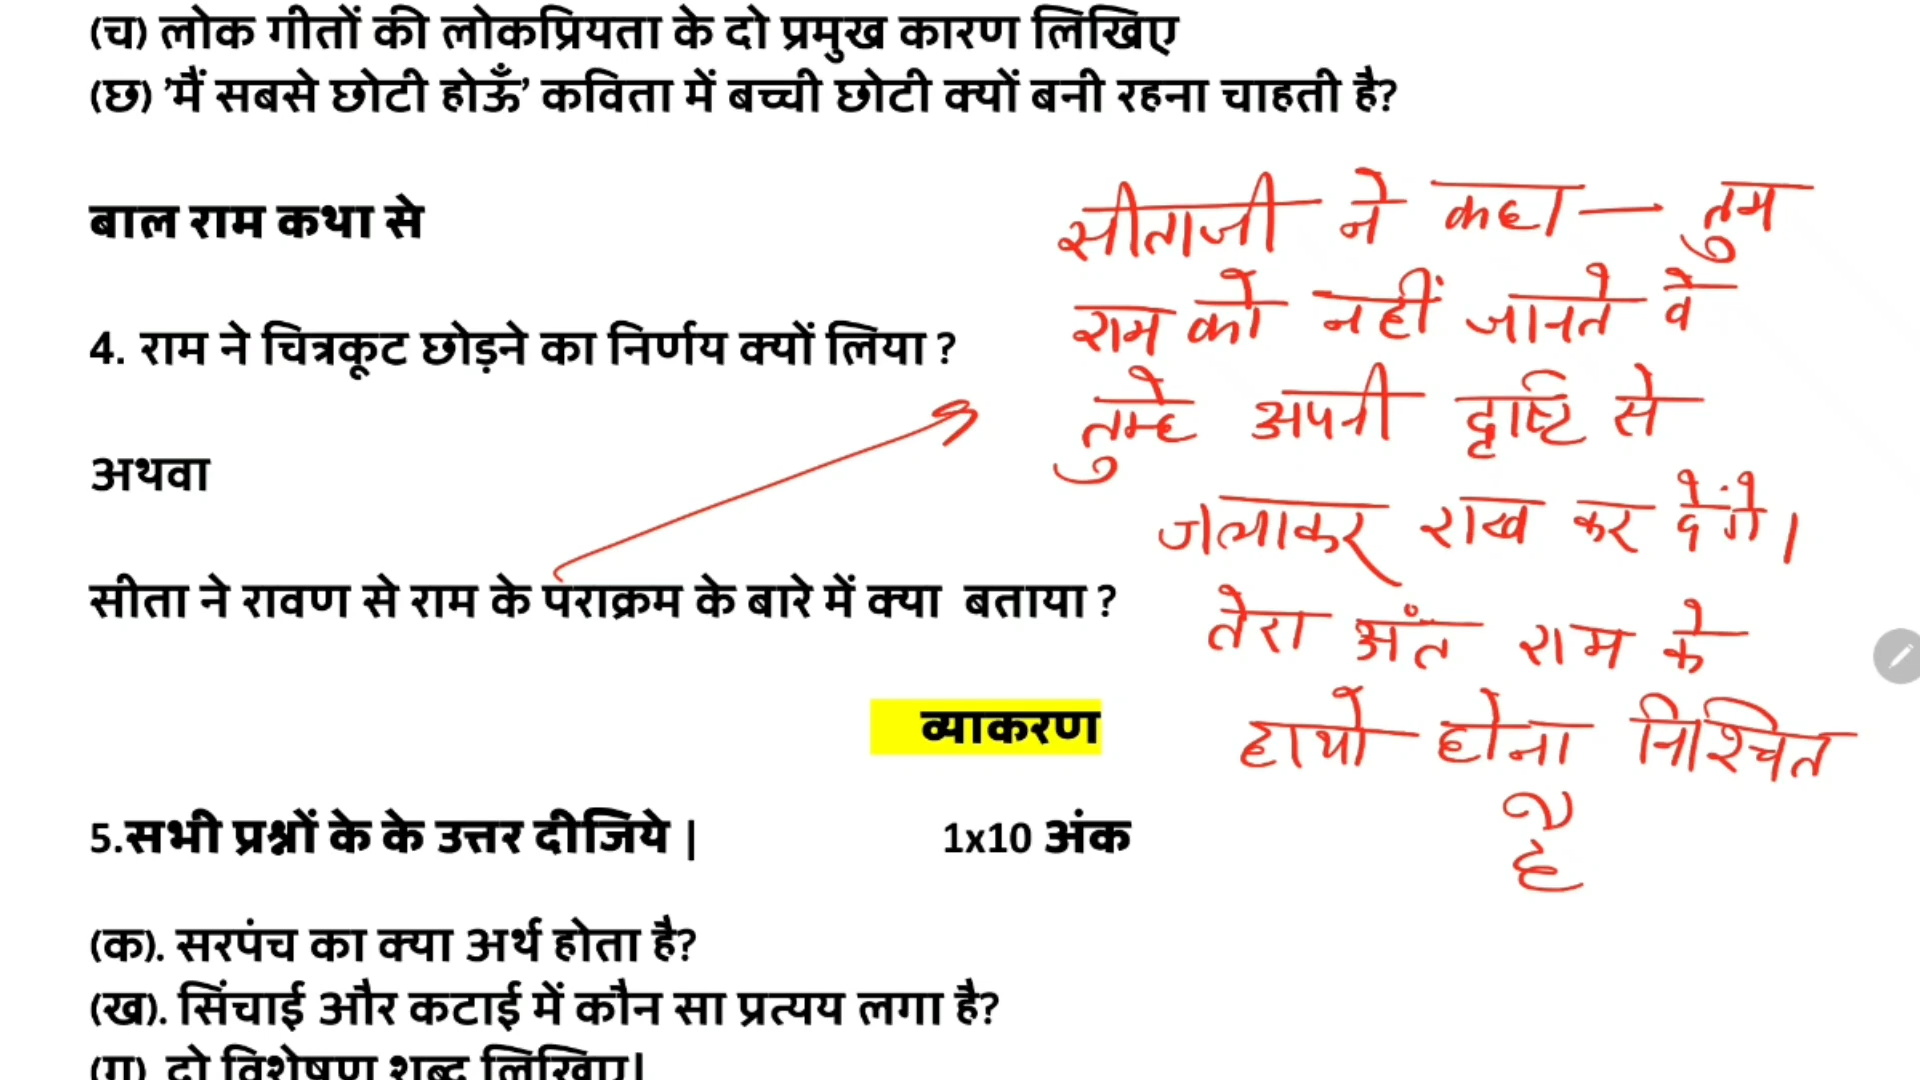 (च) लोक गीतों की लोकप्रियता के दो प्रमुख कारण लिखिए
(छ) ’मैं सबसे छोटी होऊँ’ कविता में बच्ची छोटी क्यों बनी रहना चाहती है?
बाल राम कथा से
4. राम ने चित्रकूट छोड़ने का निर्णय क्यों लिया ?
अथवा
सीता ने रावण से राम के पराक्रम के बारे में क्या बताया ?
सीताजी ने कहा — तुम
राम को नहीं जानते वे
तुम्हे अपनी दृष्टि से
जलाकर राख कर देंगे।
तेरा अंत राम के
हाथो होना निश्चित
है
व्याकरण
5.सभी प्रश्नों के के उत्तर दीजिये | 1x10 अंक
(क). सरपंच का क्या अर्थ होता है?
(ख). सिंचाई और कटाई में कौन सा प्रत्यय लगा है?
(ग) दो विशेषण शब्द लिखिए|